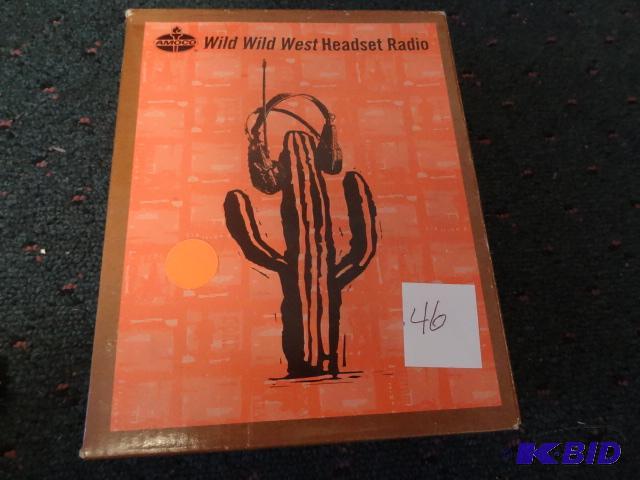 AMOCO
Wild Wild West Headset Radio
46
K-BID